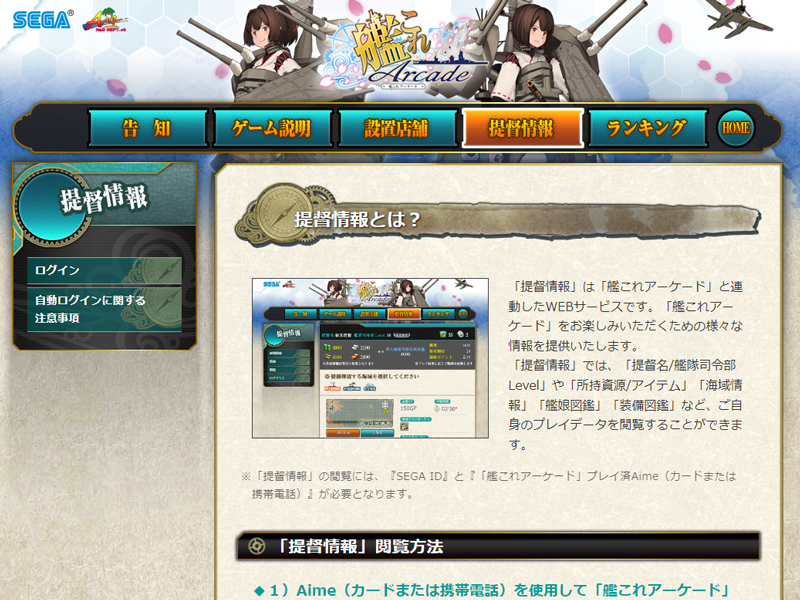 SEGA®
艦これ
Arcade
告 知
ゲーム説明
設置店舗
提督情報
ランキング
HOME
提督情報
ログイン
自動ログインに関する
注意事項
提督情報とは？
「提督情報」は「艦これアーケード」と連
動したWEBサービスです。「艦これアー
ケード」をお楽しみいただくための様々な
情報を提供いたします。
「提督情報」では、「提督名/艦隊司令部
Level」や「所持資源/アイテム」「海域情
報」「艦娘図鑑」「装備図鑑」など、ご自
身のプレイデータを閲覧することができま
す。
※「提督情報」の閲覧には、『SEGA ID』と『「艦これアーケード」プレイ済Aime（カードまたは
携帯電話）』が必要となります。
「提督情報」閲覧方法
◆１）Aime（カードまたは携帯電話）を使用して「艦これアーケード」